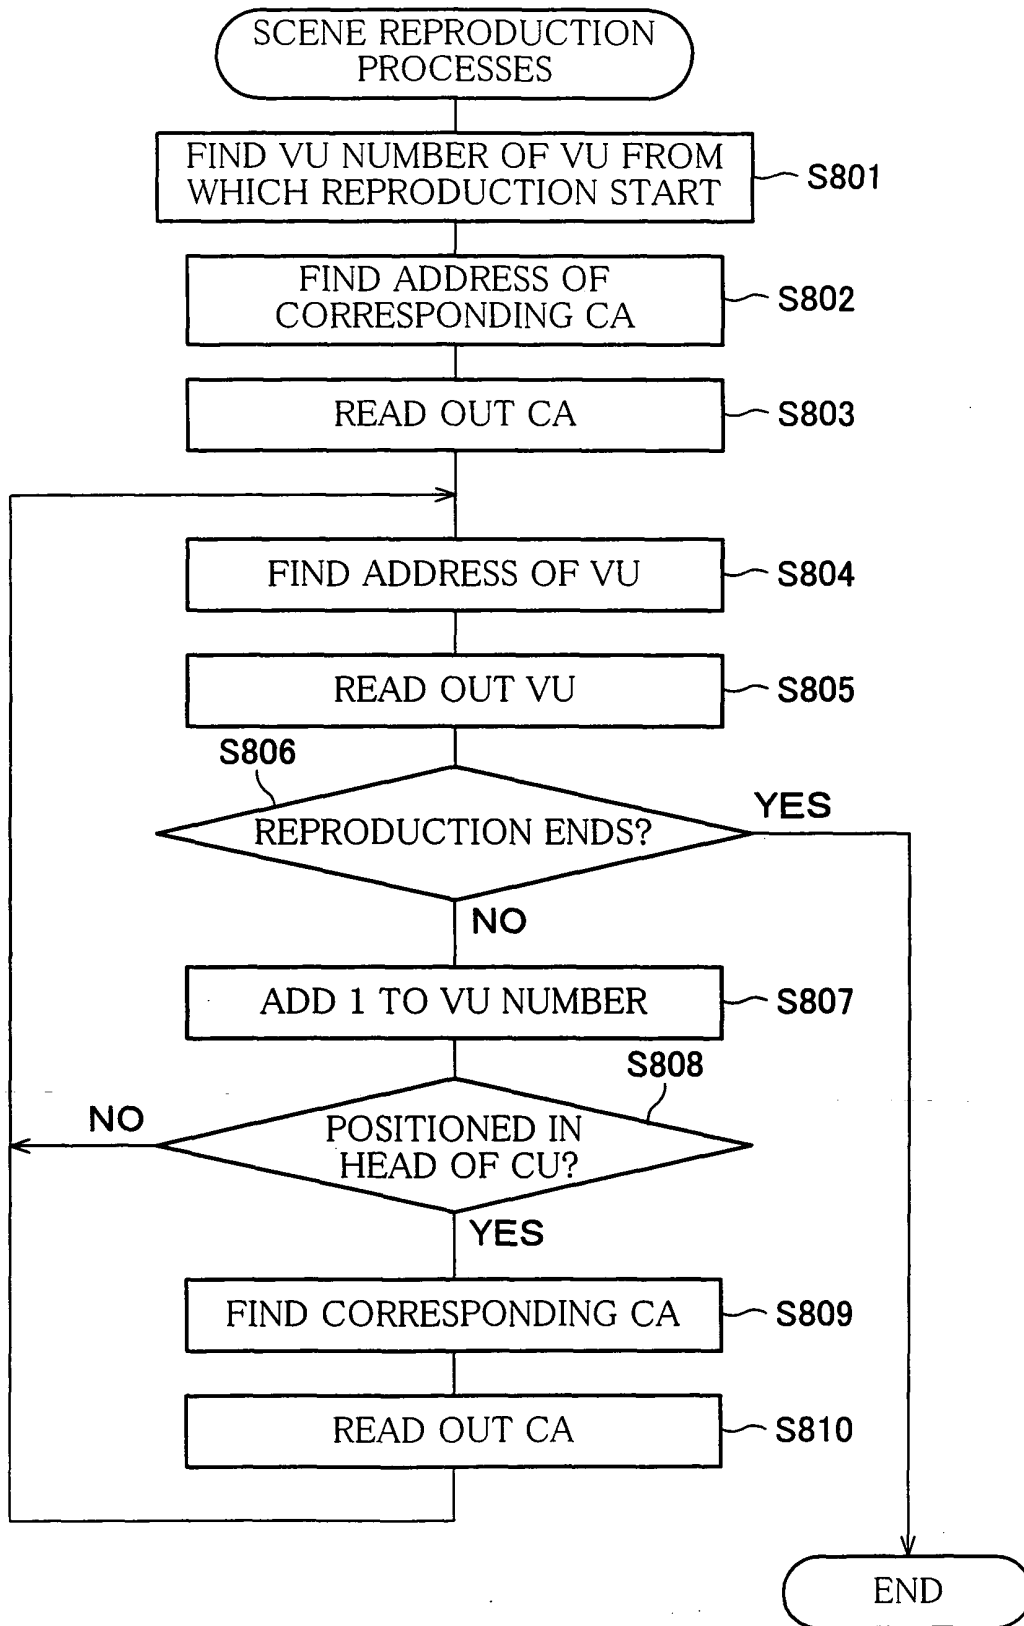 SCENE REPRODUCTION
PROCESSES
FIND VU NUMBER OF VU FROM
WHICH REPRODUCTION START
S801
FIND ADDRESS OF
CORRESPONDING CA
S802
READ OUT CA
S803
FIND ADDRESS OF VU
S804
READ OUT VU
S805
S806
REPRODUCTION ENDS?
YES
NO
ADD 1 TO VU NUMBER
S807
S808
POSITIONED IN
HEAD OF CU?
NO
YES
FIND CORRESPONDING CA
S809
READ OUT CA
S810
END